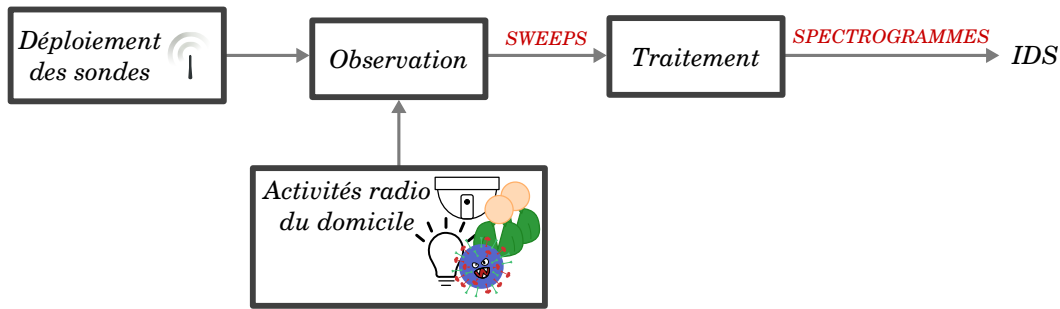 Déploiement
des sondes
Observation
SWEEPS
Traitement
SPECTROGRAMMES
IDS
Activités radio
du domicile